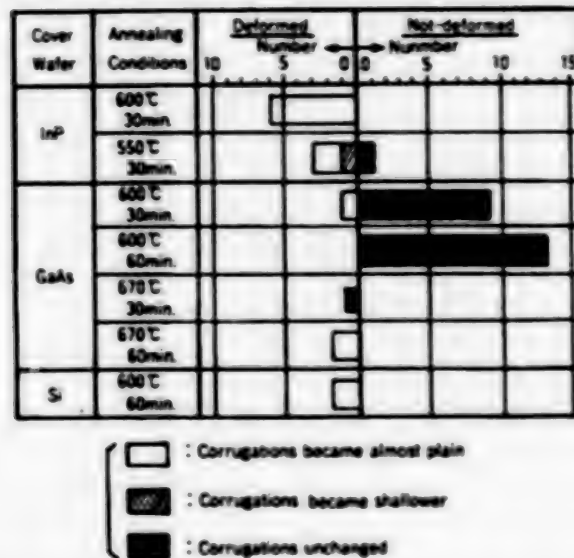 Cover Wafer
Annealing Conditions
Deformed
Number
Not-deformed
Nunmber
10 5 0 0 5 10 15
InP
600℃ 30min.
550℃ 30min.
GaAs
600℃ 30min.
600℃ 60min.
670℃ 30min.
670℃ 60min.
Si
600℃ 60min.
: Corrugations became almost plain
: Corrugations became shallower
: Corrugations unchanged